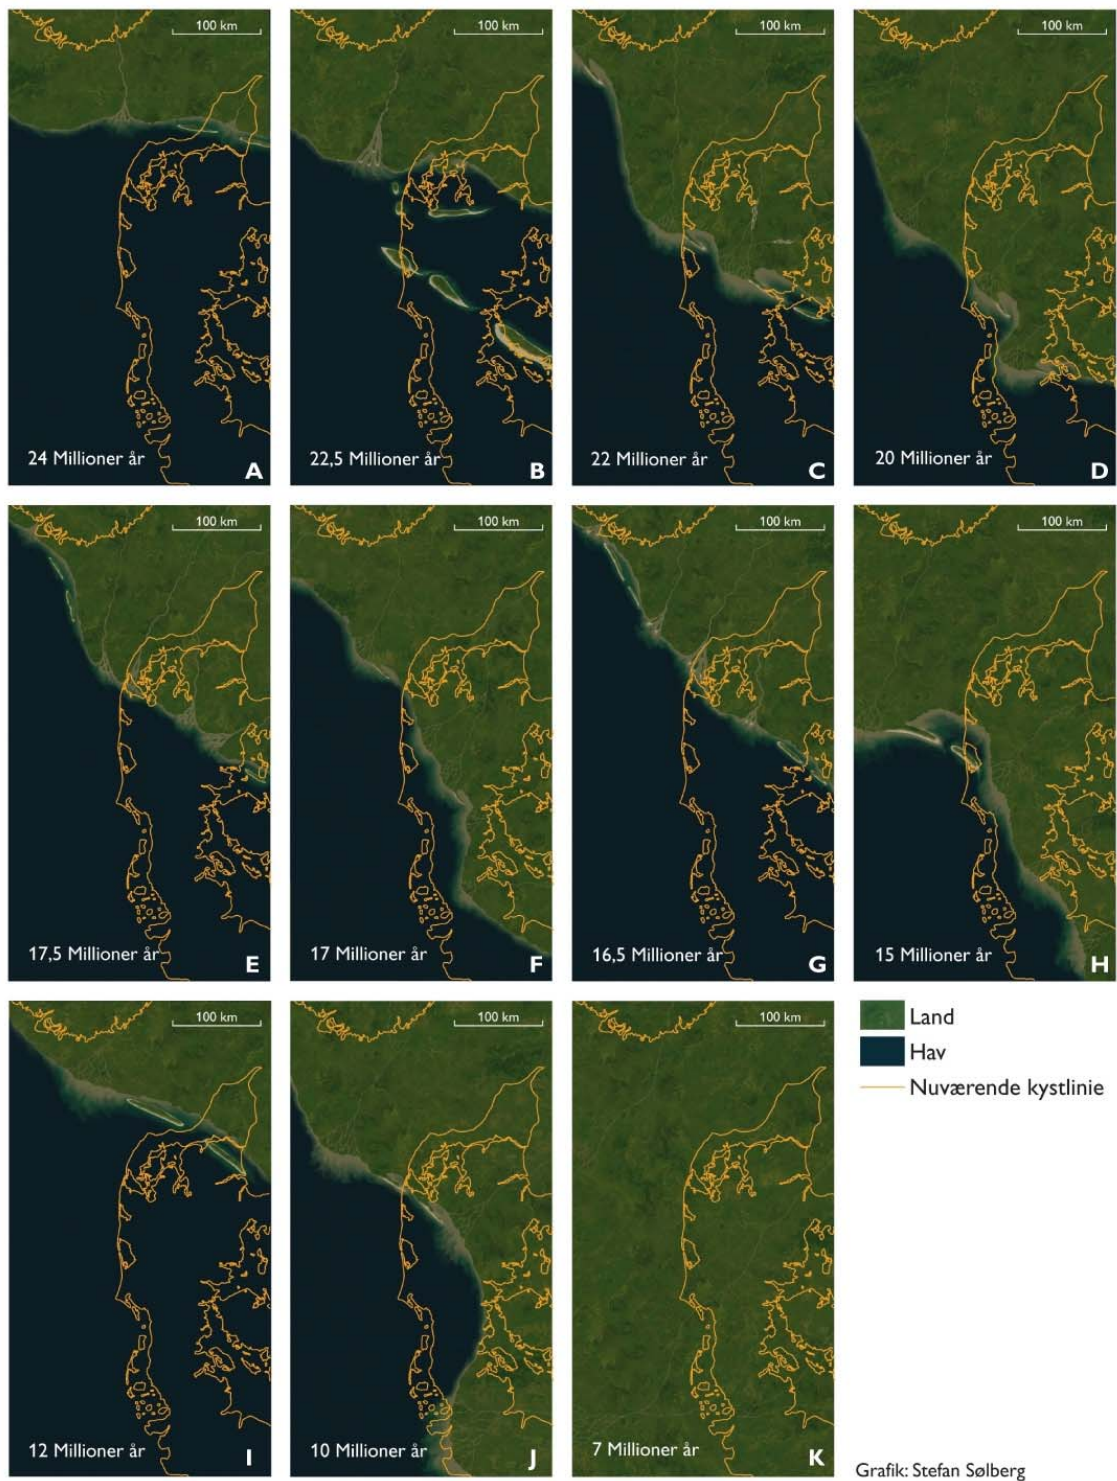 100 km
24 Millioner år
A
100 km
22,5 Millioner år
B
100 km
22 Millioner år
C
100 km
20 Millioner år
D
100 km
17,5 Millioner år
E
100 km
17 Millioner år
F
100 km
16,5 Millioner år
G
100 km
15 Millioner år
H
100 km
12 Millioner år
I
100 km
10 Millioner år
J
100 km
7 Millioner år
K
Land
Hav
Nuværende kystlinie
Grafik: Stefan Sølberg